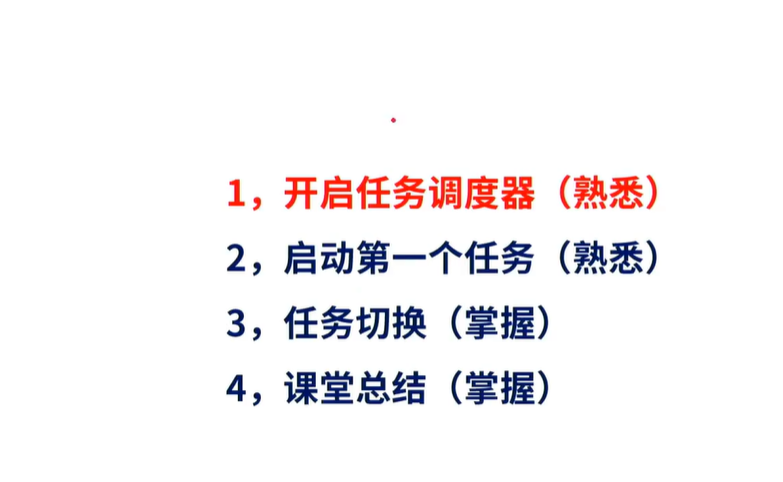 1，开启任务调度器（熟悉）
2，启动第一个任务（熟悉）
3，任务切换（掌握）
4，课堂总结（掌握）